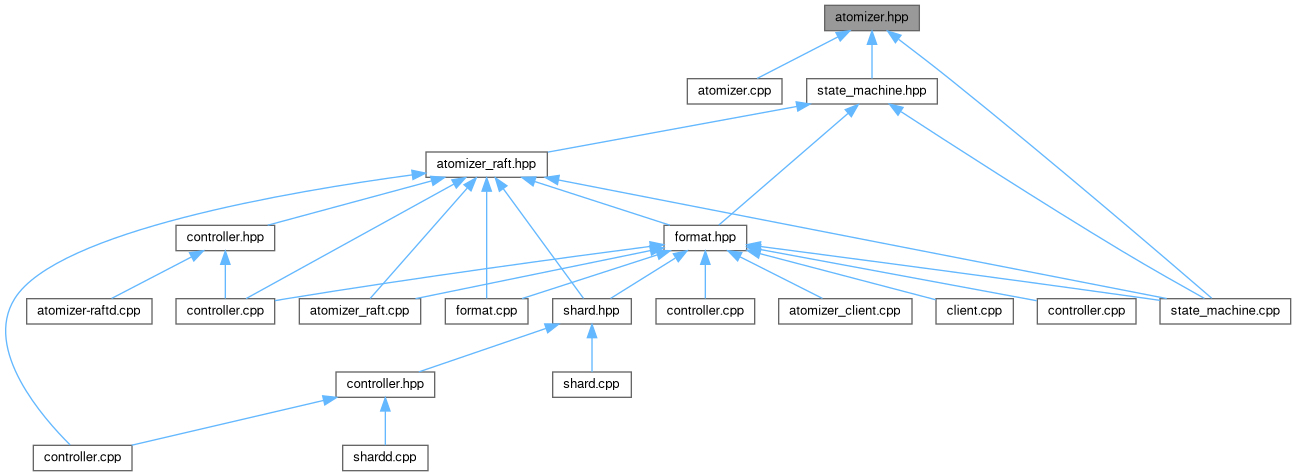 atomizer.hpp
atomizer.cpp
state_machine.hpp
atomizer_raft.hpp
controller.hpp
format.hpp
atomizer-raftd.cpp
controller.cpp
atomizer_raft.cpp
format.cpp
shard.hpp
controller.cpp
atomizer_client.cpp
client.cpp
controller.cpp
state_machine.cpp
controller.hpp
shard.cpp
controller.cpp
shardd.cpp